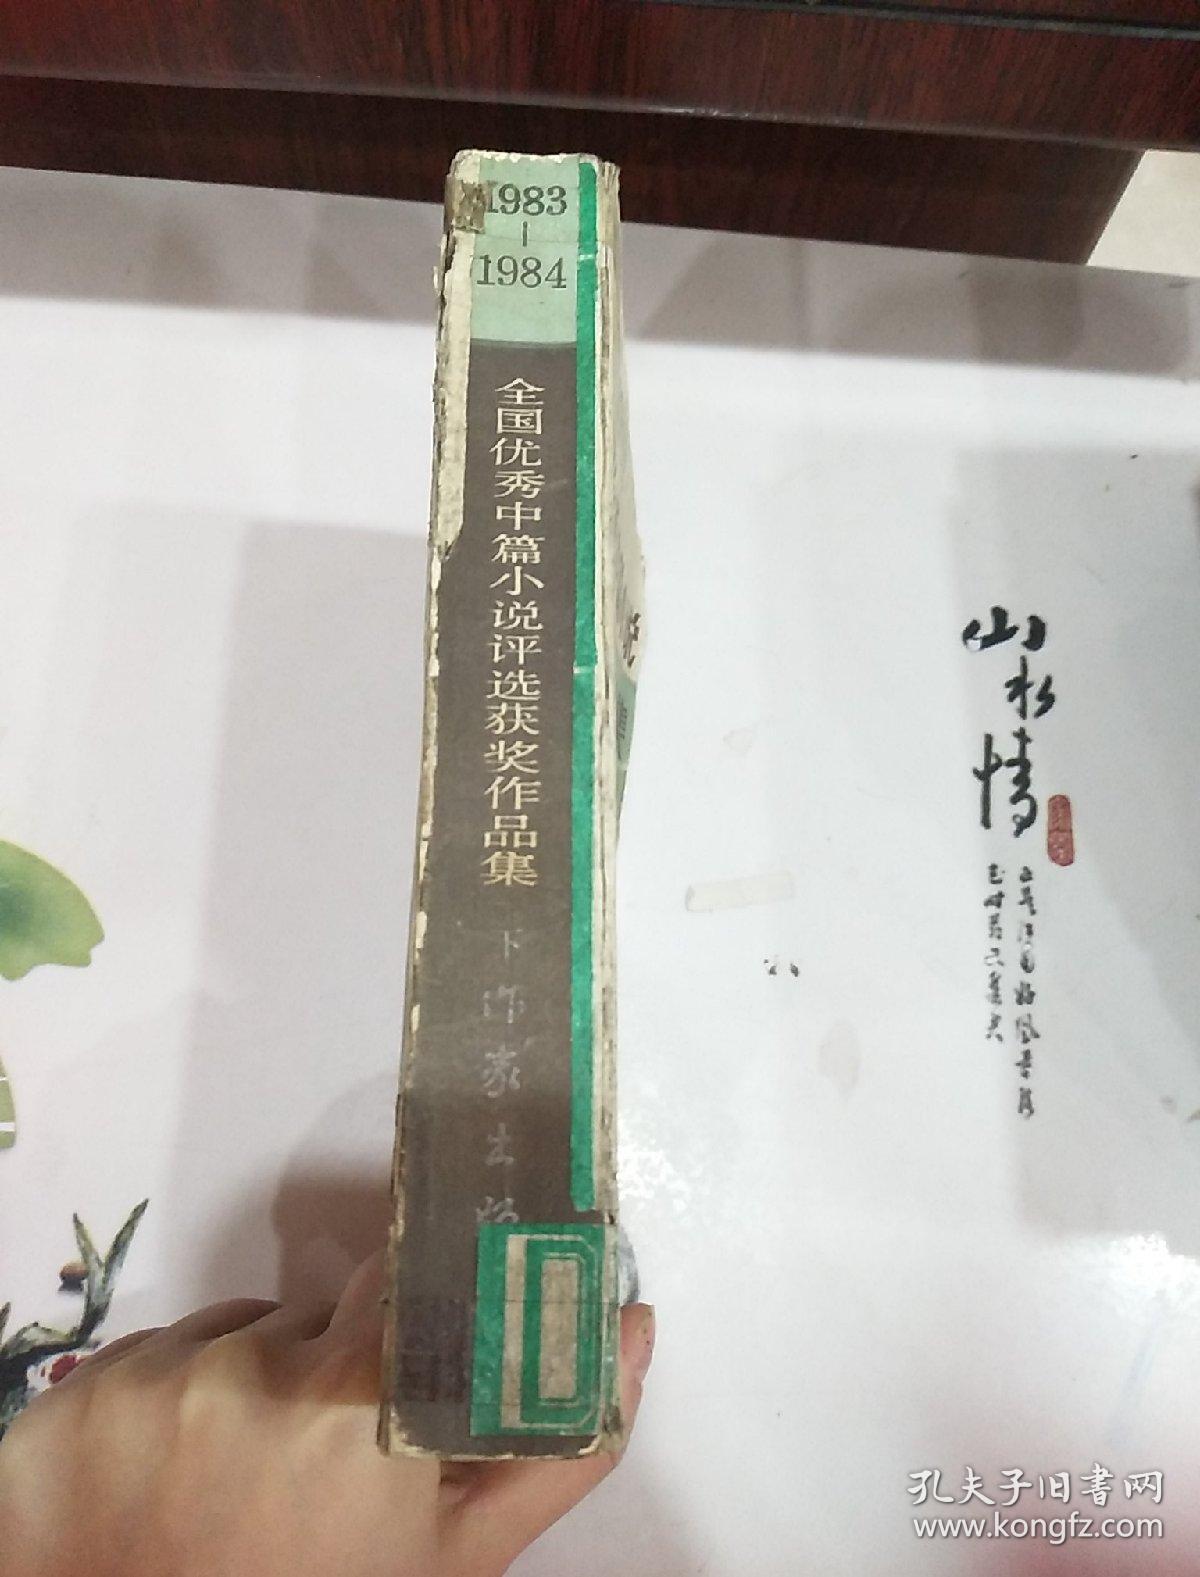 1983
—
1984
全国优秀中篇小说评选获奖作品集
下
作家出版
山水情
孔夫子旧书网
www.kongfz.com